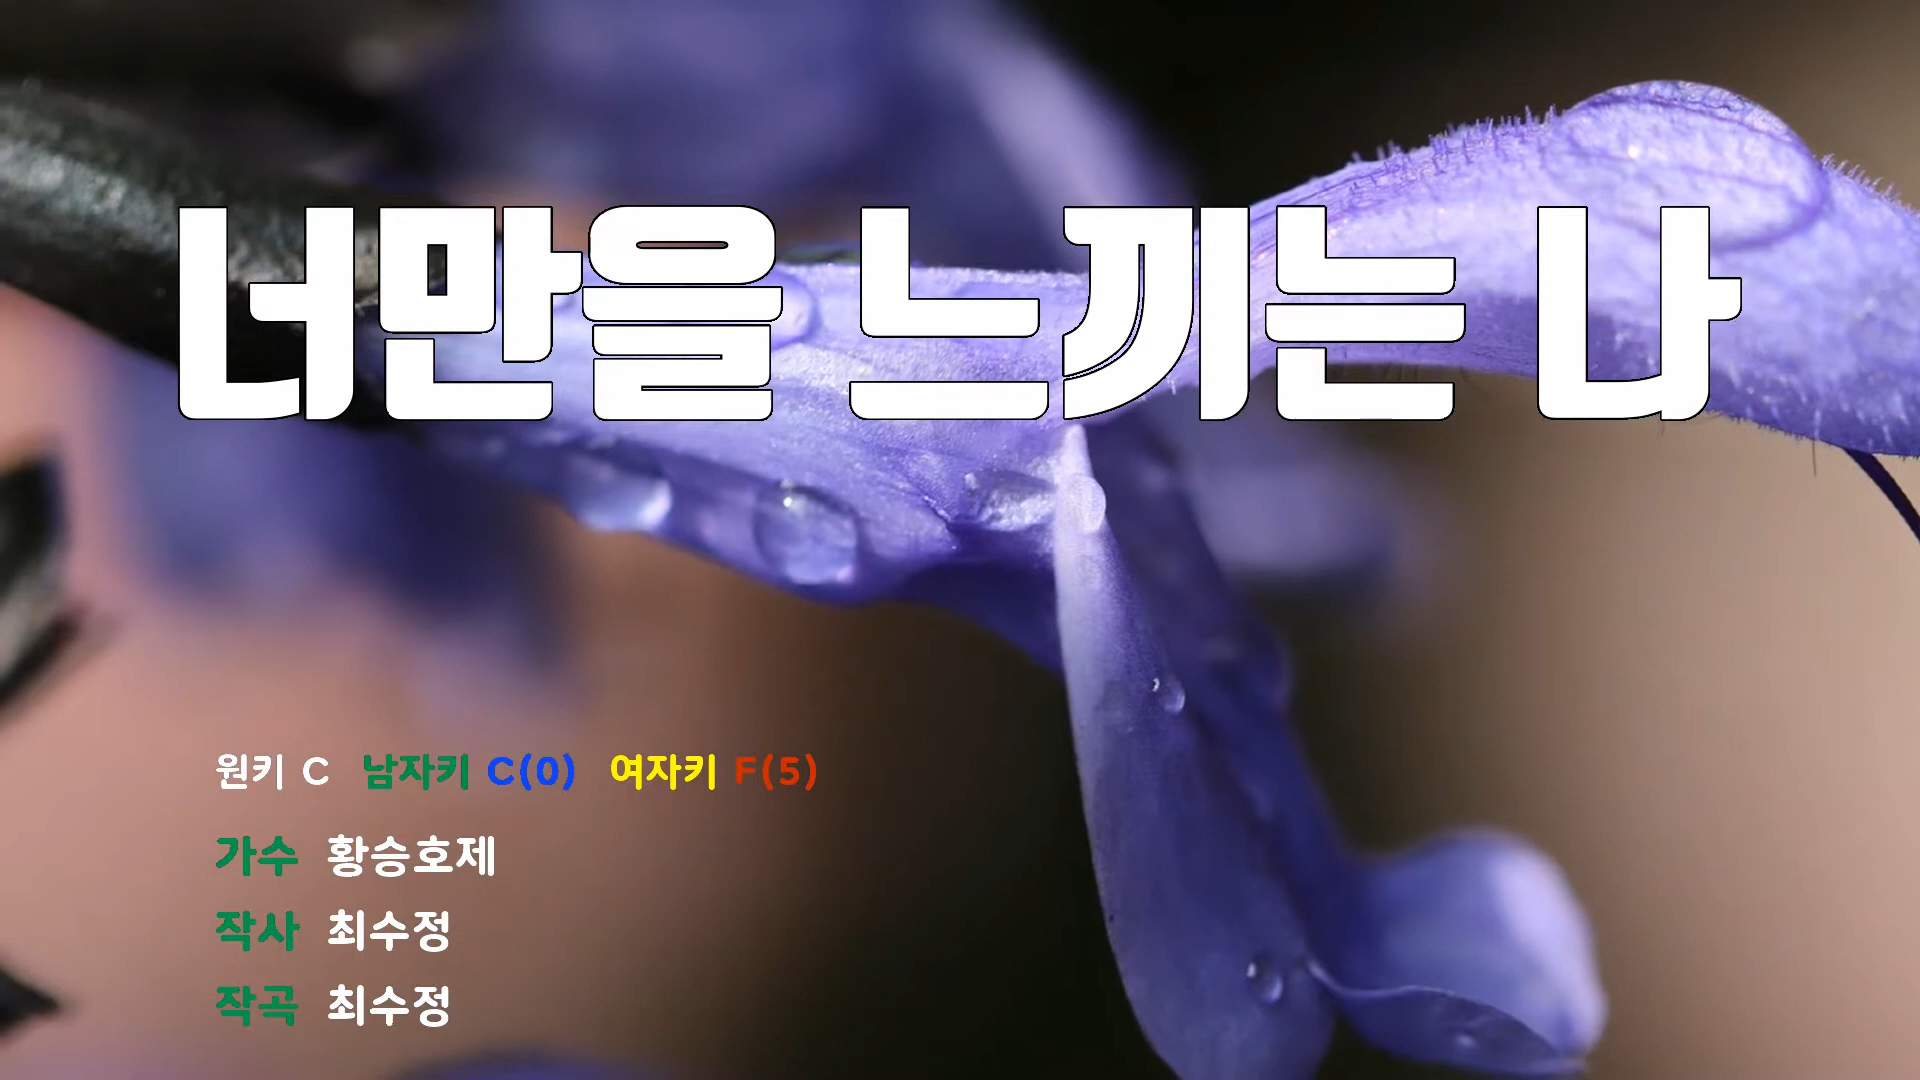 너만을 느끼는 나
원키 C 남자키 C(0) 여자키 F(5)
가수 황승호제
작사 최수정
작곡 최수정